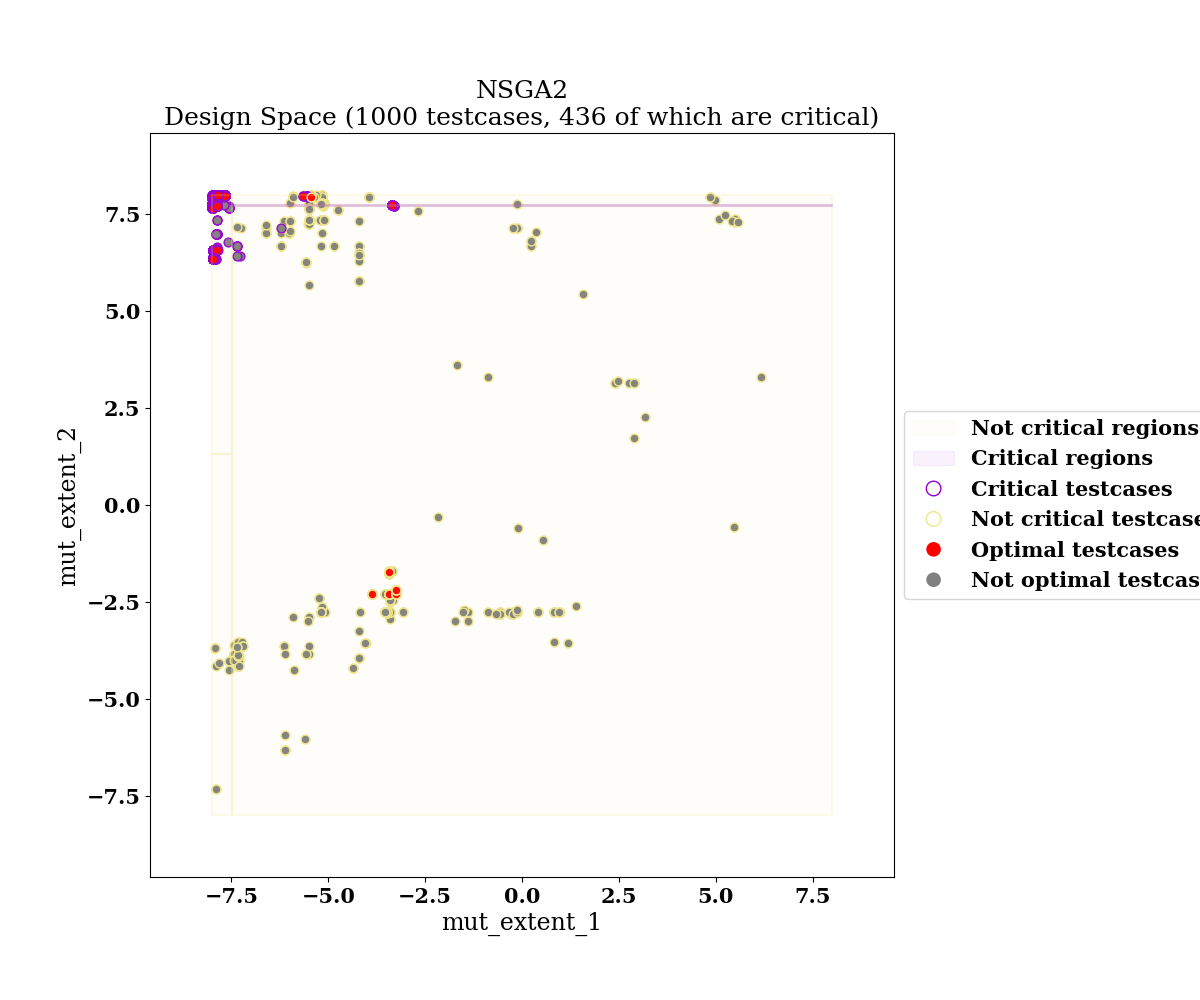 NSGA2
Design Space (1000 testcases, 436 of which are critical)
7.5
5.0
2.5
0.0
−2.5
−5.0
−7.5
mut_extent_2
−7.5
−5.0
−2.5
0.0
2.5
5.0
7.5
mut_extent_1
Not critical regions
Critical regions
Critical testcases
Not critical testcase
Optimal testcases
Not optimal testcas